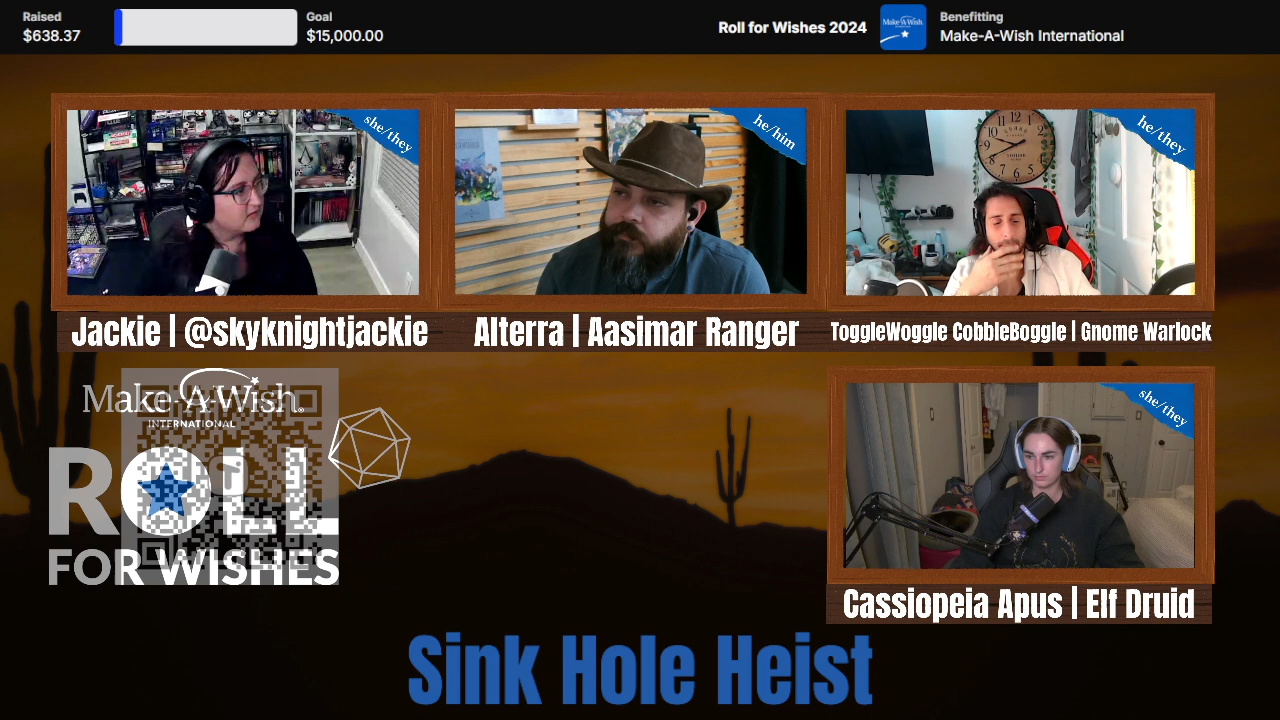 Raised
$638.37
Goal
$15,000.00
Roll for Wishes 2024
Make-A-Wish
Benefitting
Make-A-Wish International
she/they
he/him
he/they
Jackie | @skyknightjackie
Alterra | Aasimar Ranger
ToggleWoggle CobbleBoggle | Gnome Warlock
Make-A-Wish®
INTERNATIONAL
ROLL
FOR WISHES
she/they
Cassiopeia Apus | Elf Druid
Sink Hole Heist